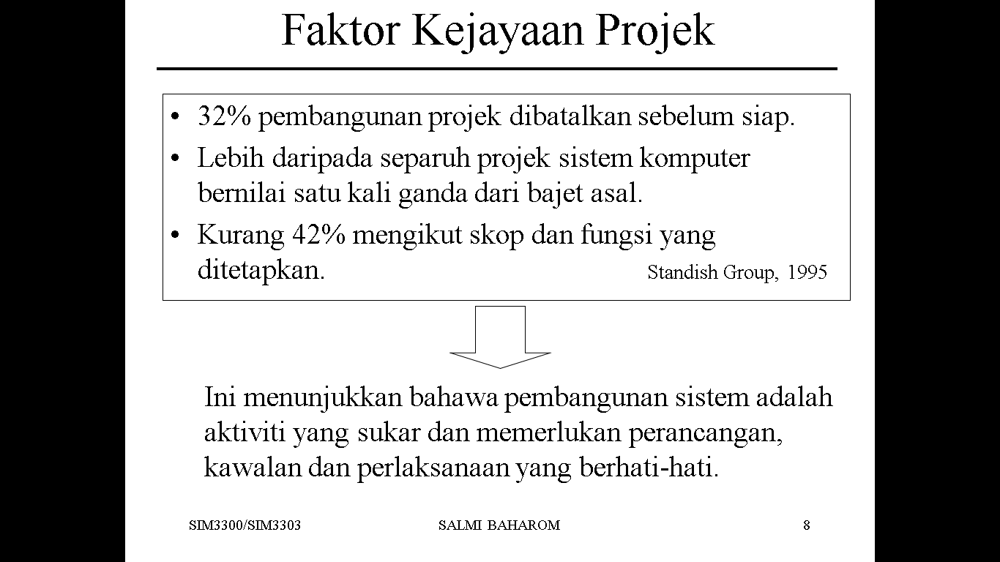 Faktor Kejayaan Projek
• 32% pembangunan projek dibatalkan sebelum siap.
• Lebih daripada separuh projek sistem komputer
bernilai satu kali ganda dari bajet asal.
• Kurang 42% mengikut skop dan fungsi yang
ditetapkan.
Standish Group, 1995
Ini menunjukkan bahawa pembangunan sistem adalah
aktiviti yang sukar dan memerlukan perancangan,
kawalan dan perlaksanaan yang berhati-hati.
SIM3300/SIM3303
SALMI BAHAROM
8